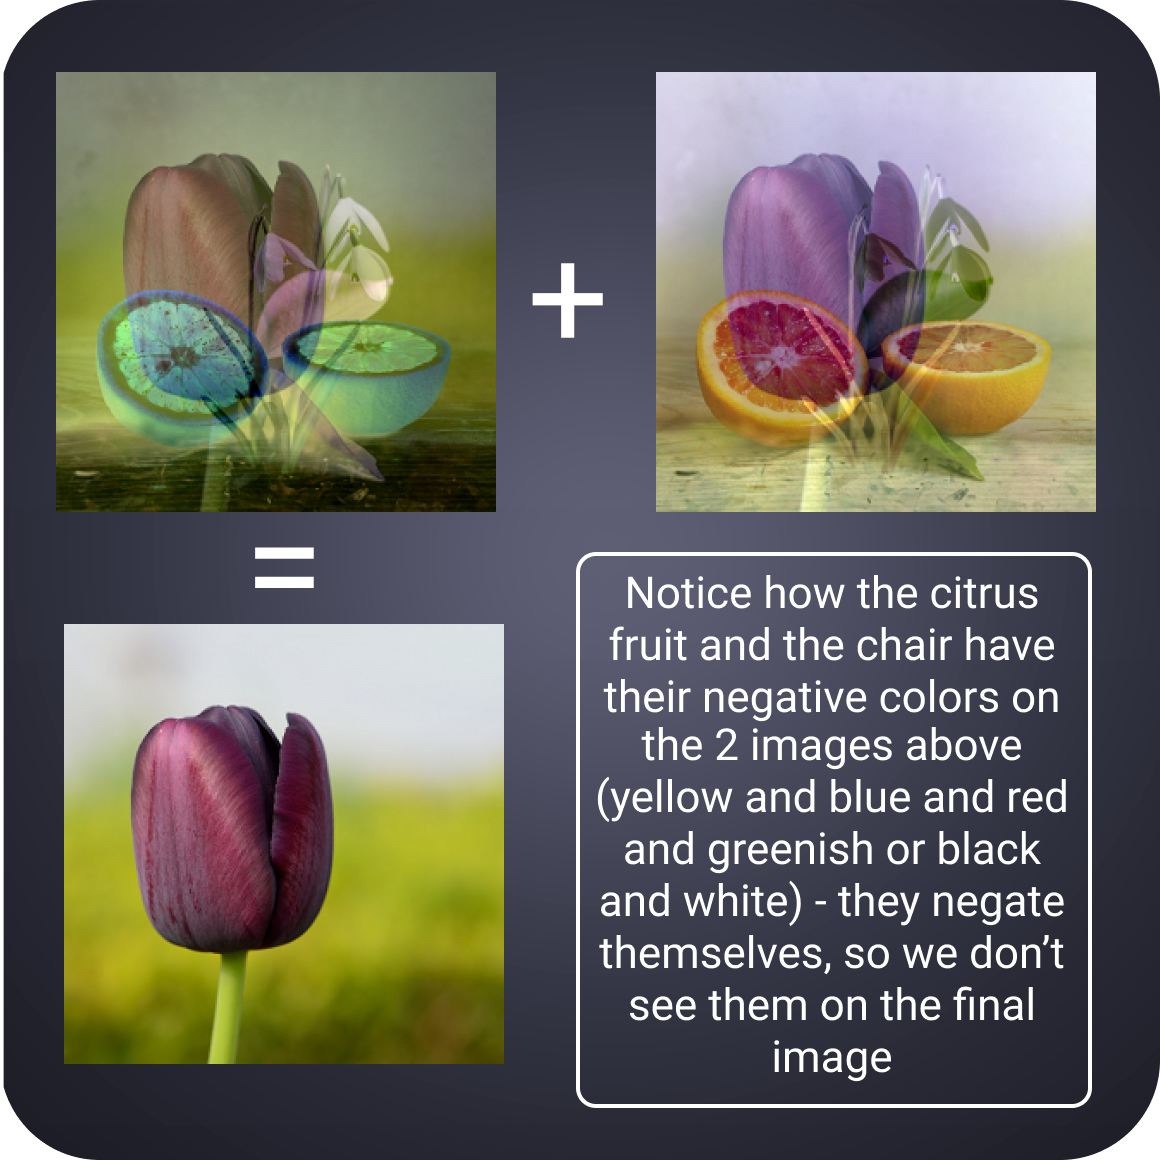 +
=
Notice how the citrus
fruit and the chair have
their negative colors on
the 2 images above
(yellow and blue and red
and greenish or black
and white) - they negate
themselves, so we don’t
see them on the final
image